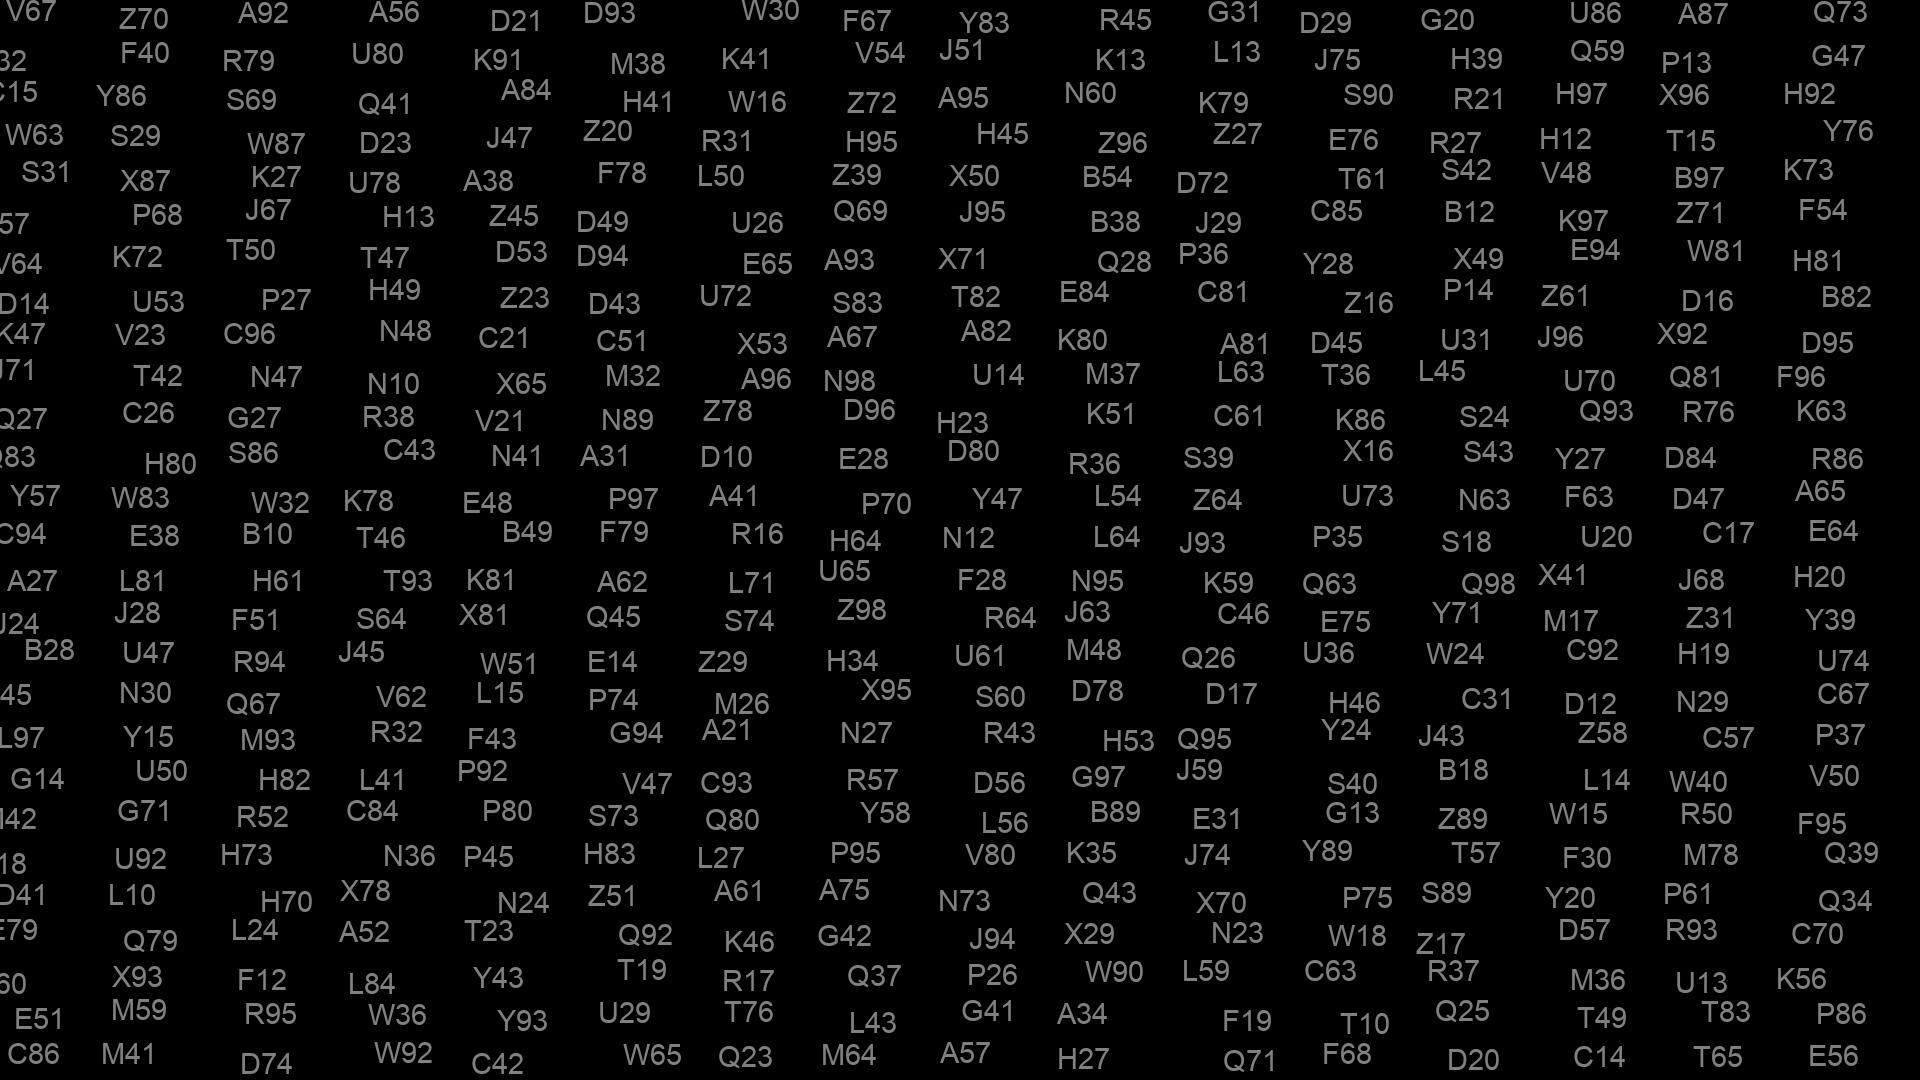 V67 Z70 A92 A56 D21 D93 W30 F67 Y83 R45 G31 D29 G20 U86 A87 Q73
32 F40 R79 U80 K91 M38 K41 V54 J51 K13 L13 J75 H39 Q59 P13 G47
C15 Y86 S69 Q41 A84 H41 W16 Z72 A95 N60 K79 S90 R21 H97 X96 H92
W63 S29 W87 D23 J47 Z20 R31 H95 H45 Z96 Z27 E76 R27 H12 T15 Y76
S31 X87 K27 U78 A38 F78 L50 Z39 X50 B54 D72 T61 S42 V48 B97 K73
57 P68 J67 H13 Z45 D49 U26 Q69 J95 B38 J29 C85 B12 K97 Z71 F54
V64 K72 T50 T47 D53 D94 E65 A93 X71 Q28 P36 Y28 X49 E94 W81 H81
D14 U53 P27 H49 Z23 D43 U72 S83 T82 E84 C81 Z16 P14 Z61 D16 B82
K47 V23 C96 N48 C21 C51 X53 A67 A82 K80 A81 D45 U31 J96 X92 D95
71 T42 N47 N10 X65 M32 A96 N98 U14 M37 L63 T36 L45 U70 Q81 F96
Q27 C26 G27 R38 V21 N89 Z78 D96 H23 K51 C61 K86 S24 Q93 R76 K63
83 H80 S86 C43 N41 A31 D10 E28 D80 R36 S39 X16 S43 Y27 D84 R86
Y57 W83 W32 K78 E48 P97 A41 P70 Y47 L54 Z64 U73 N63 F63 D47 A65
C94 E38 B10 T46 B49 F79 R16 H64 N12 L64 J93 P35 S18 U20 C17 E64
A27 L81 H61 T93 K81 A62 L71 U65 F28 N95 K59 Q63 Q98 X41 J68 H20
J24 J28 F51 S64 X81 Q45 S74 Z98 R64 J63 C46 E75 Y71 M17 Z31 Y39
B28 U47 R94 J45 W51 E14 Z29 H34 U61 M48 Q26 U36 W24 C92 H19 U74
45 N30 Q67 V62 L15 P74 M26 X95 S60 D78 D17 H46 C31 D12 N29 C67
L97 Y15 M93 R32 F43 G94 A21 N27 R43 H53 Q95 Y24 J43 Z58 C57 P37
G14 U50 H82 L41 P92 V47 C93 R57 D56 G97 J59 S40 B18 L14 W40 V50
42 G71 R52 C84 P80 S73 Q80 Y58 L56 B89 E31 G13 Z89 W15 R50 F95
18 U92 H73 N36 P45 H83 L27 P95 V80 K35 J74 Y89 T57 F30 M78 Q39
D41 L10 H70 X78 N24 Z51 A61 A75 N73 Q43 X70 P75 S89 Y20 P61 Q34
E79 Q79 L24 A52 T23 Q92 K46 G42 J94 X29 N23 W18 Z17 D57 R93 C70
60 X93 F12 L84 Y43 T19 R17 Q37 P26 W90 L59 C63 R37 M36 U13 K56
E51 M59 R95 W36 Y93 U29 T76 L43 G41 A34 F19 T10 Q25 T49 T83 P86
C86 M41 D74 W92 C42 W65 Q23 M64 A57 H27 Q71 F68 D20 C14 T65 E56